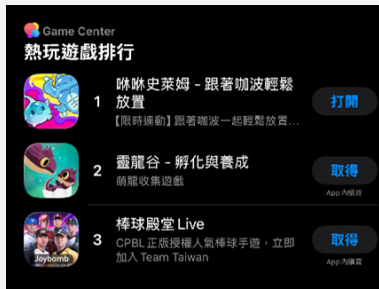 Game Center
熱玩遊戲排行
1
咻咻史萊姆 - 跟著咖波輕鬆
放置
【限時連動】跟著咖波一起輕鬆放置...
打開
2
靈龍谷 - 孵化與養成
萌龍收集遊戲
取得
App 內購買
3
棒球殿堂 Live
CPBL 正版授權人氣棒球手遊，立即
加入 Team Taiwan
取得
App 內購買
Joybomb